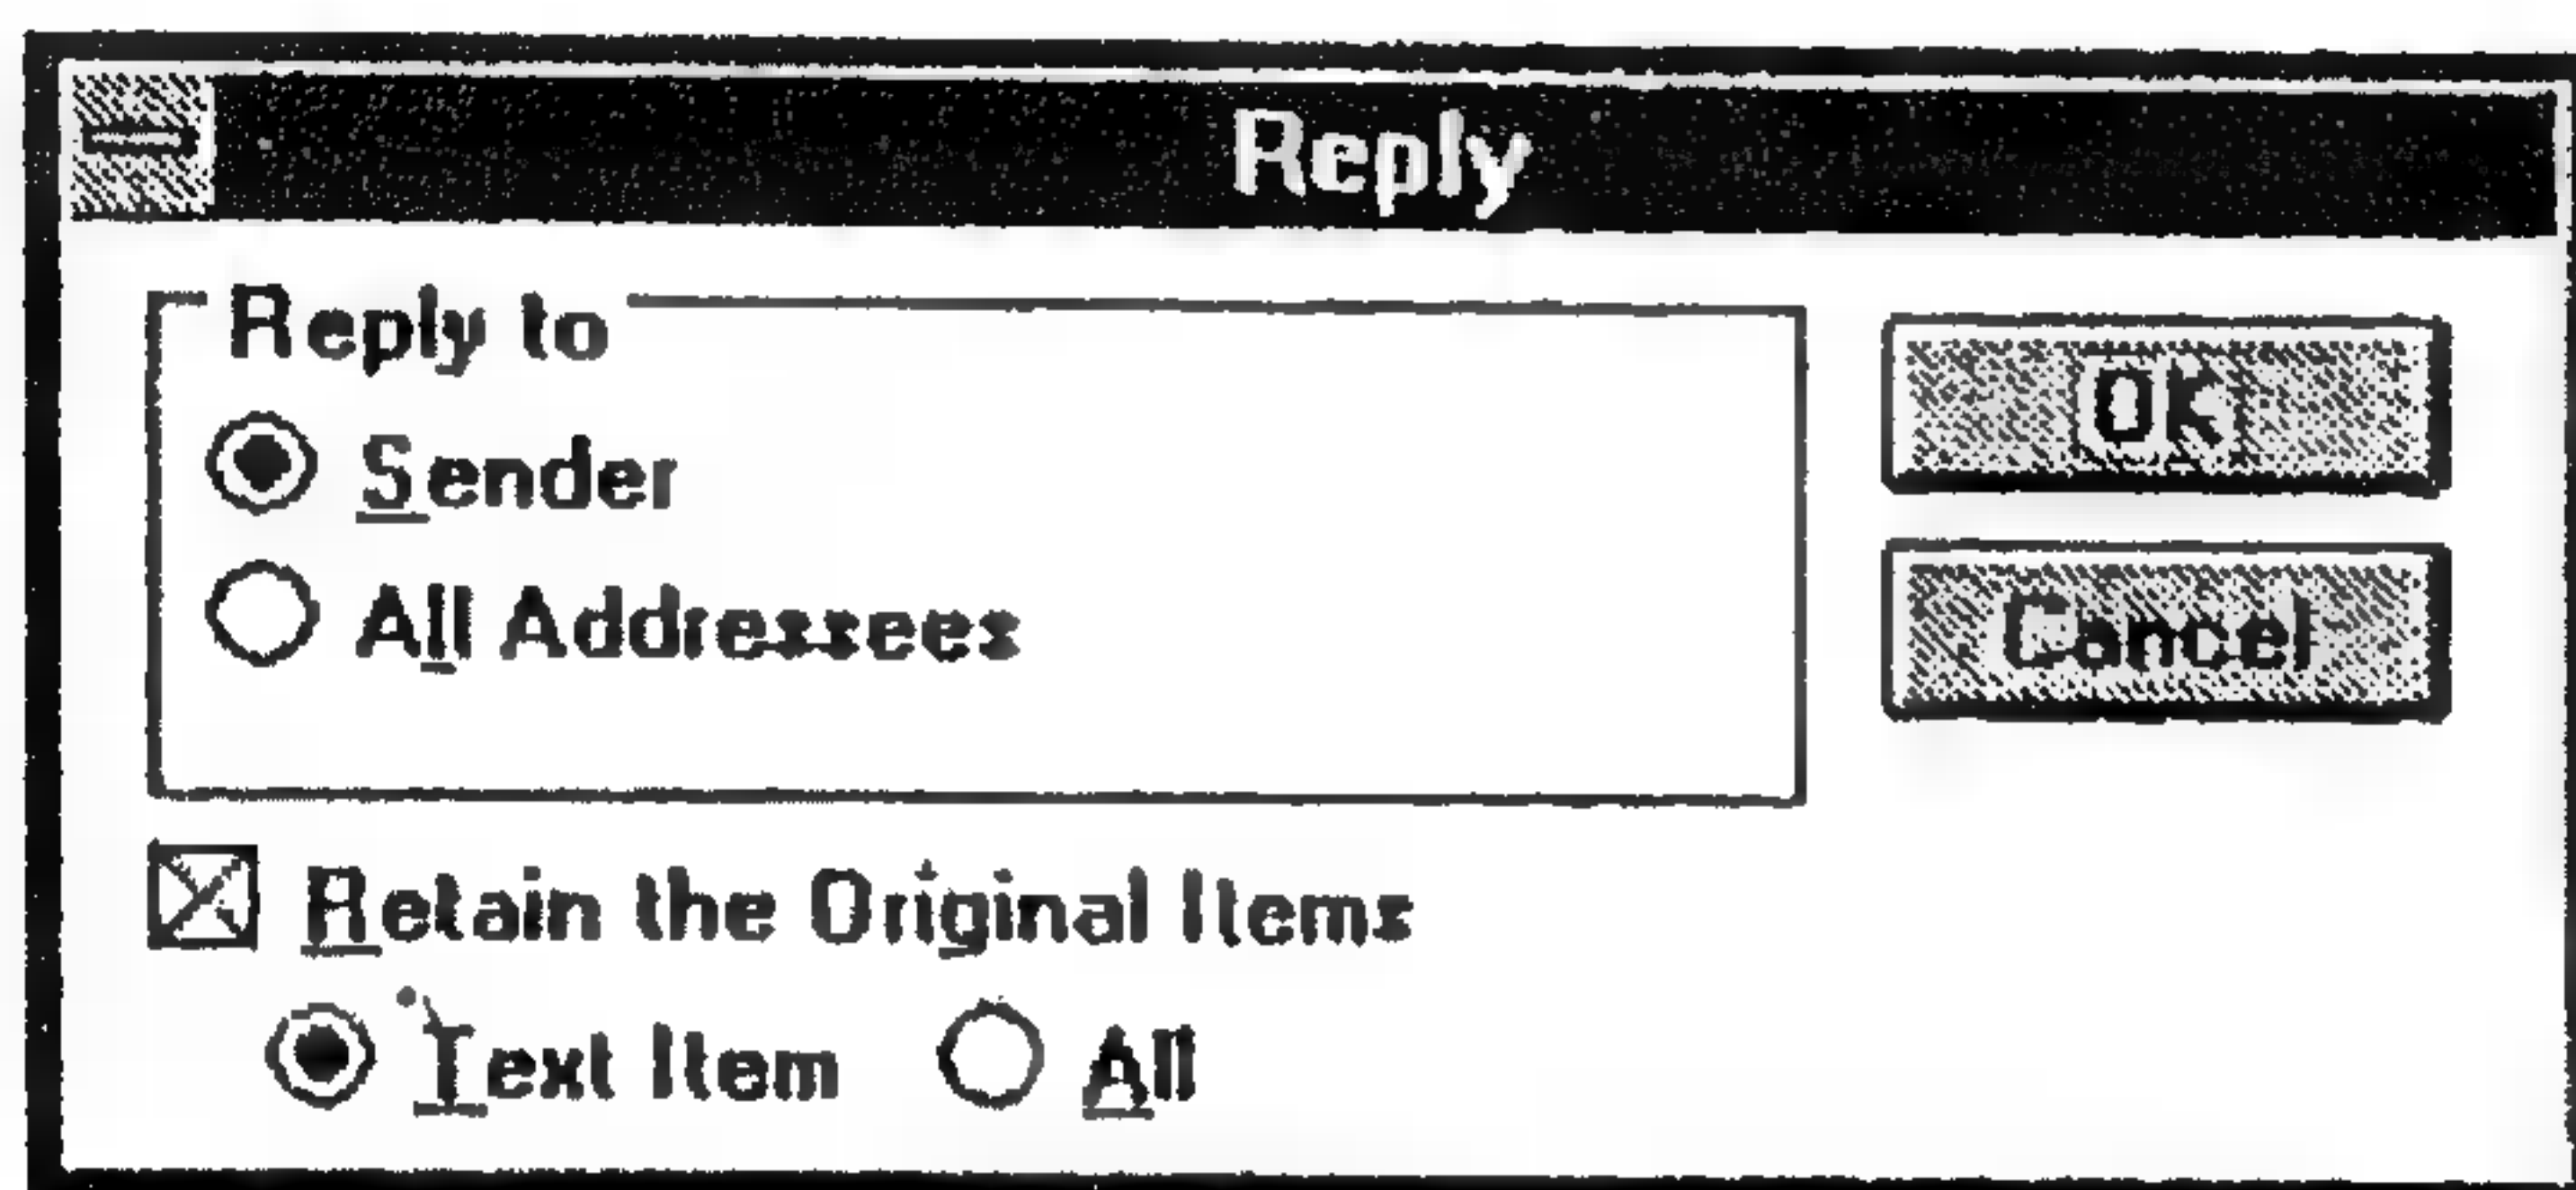 Reply
Reply to
Sender
All Addressees
OK
Cancel
Retain the Original Items
Text Item All